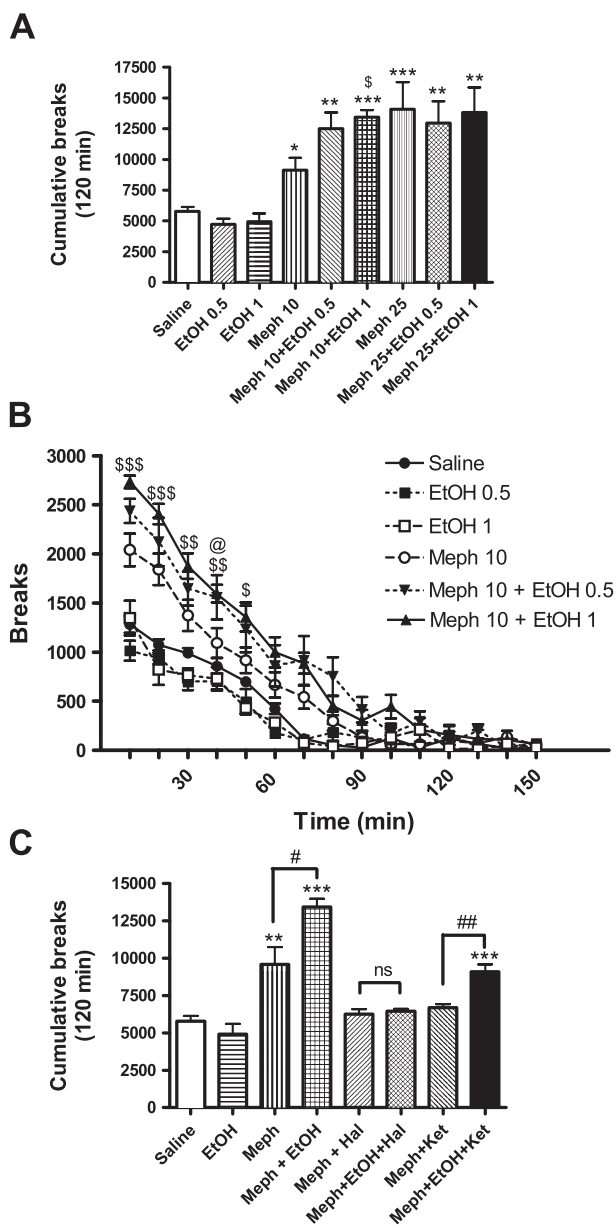 A
Cumulative breaks
(120 min)
17500
15000
12500
10000
7500
5000
2500
0
*
**
$
***
***
**
**
Saline
EtOH 0.5
EtOH 1
Meph 10
Meph 10+EtOH 0.5
Meph 10+EtOH 1
Meph 25
Meph 25+EtOH 0.5
Meph 25+EtOH 1
B
Breaks
3000
2500
2000
1500
1000
500
0
$$$
$$$
$$
@
$$
$
Saline
EtOH 0.5
EtOH 1
Meph 10
Meph 10 + EtOH 0.5
Meph 10 + EtOH 1
30
60
90
120
150
Time (min)
C
Cumulative breaks
(120 min)
15000
12500
10000
7500
5000
2500
0
#
**
***
ns
##
***
Saline
EtOH
Meph
Meph + EtOH
Meph + Hal
Meph+EtOH+Hal
Meph+Ket
Meph+EtOH+Ket